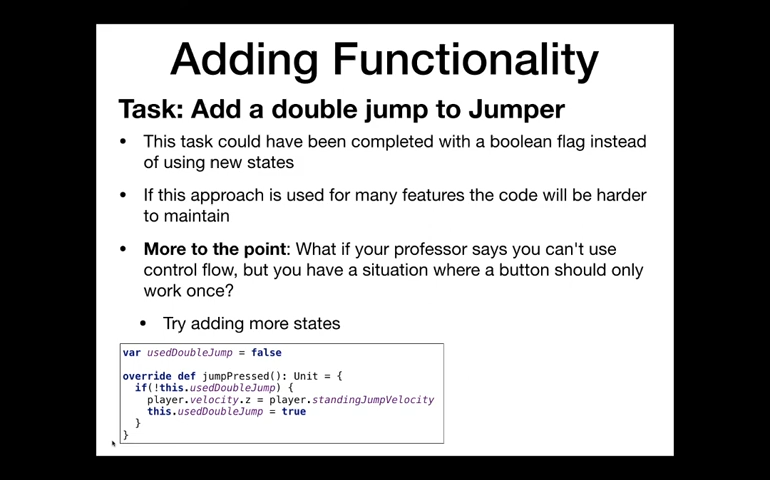 Adding Functionality
Task: Add a double jump to Jumper
• This task could have been completed with a boolean flag instead
of using new states
• If this approach is used for many features the code will be harder
to maintain
• More to the point: What if your professor says you can't use
control flow, but you have a situation where a button should only
work once?
• Try adding more states
var usedDoubleJump = false
override def jumpPressed(): Unit = {
if(!this.usedDoubleJump) {
player.velocity.z = player.standingJumpVelocity
this.usedDoubleJump = true
}
}